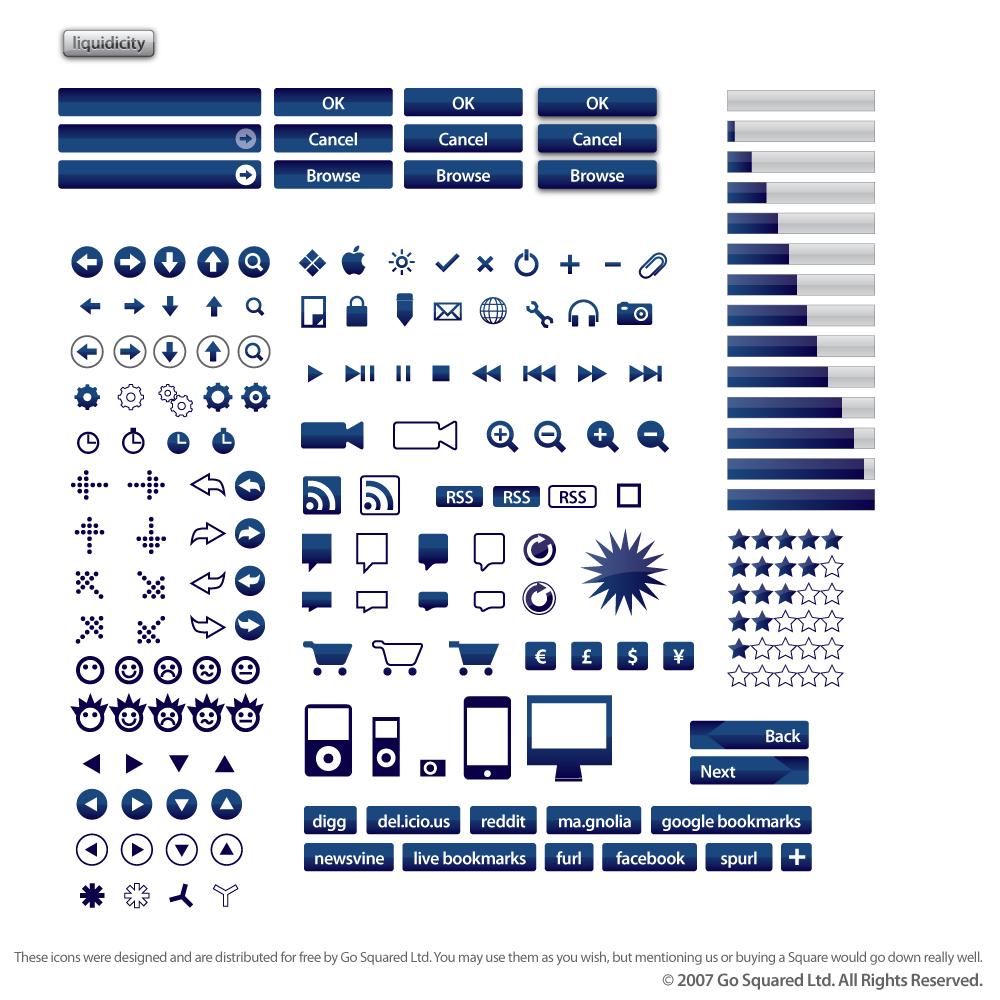 liquidicity
OK OK OK
Cancel Cancel Cancel
Browse Browse Browse
RSS RSS RSS
€ £ $ ¥
Back
Next
digg del.icio.us reddit ma.gnolia google bookmarks
newsvine live bookmarks furl facebook spurl +
These icons were designed and are distributed for free by Go Squared Ltd. You may use them as you wish, but mentioning us or buying a Square would go down really well.
© 2007 Go Squared Ltd. All Rights Reserved.